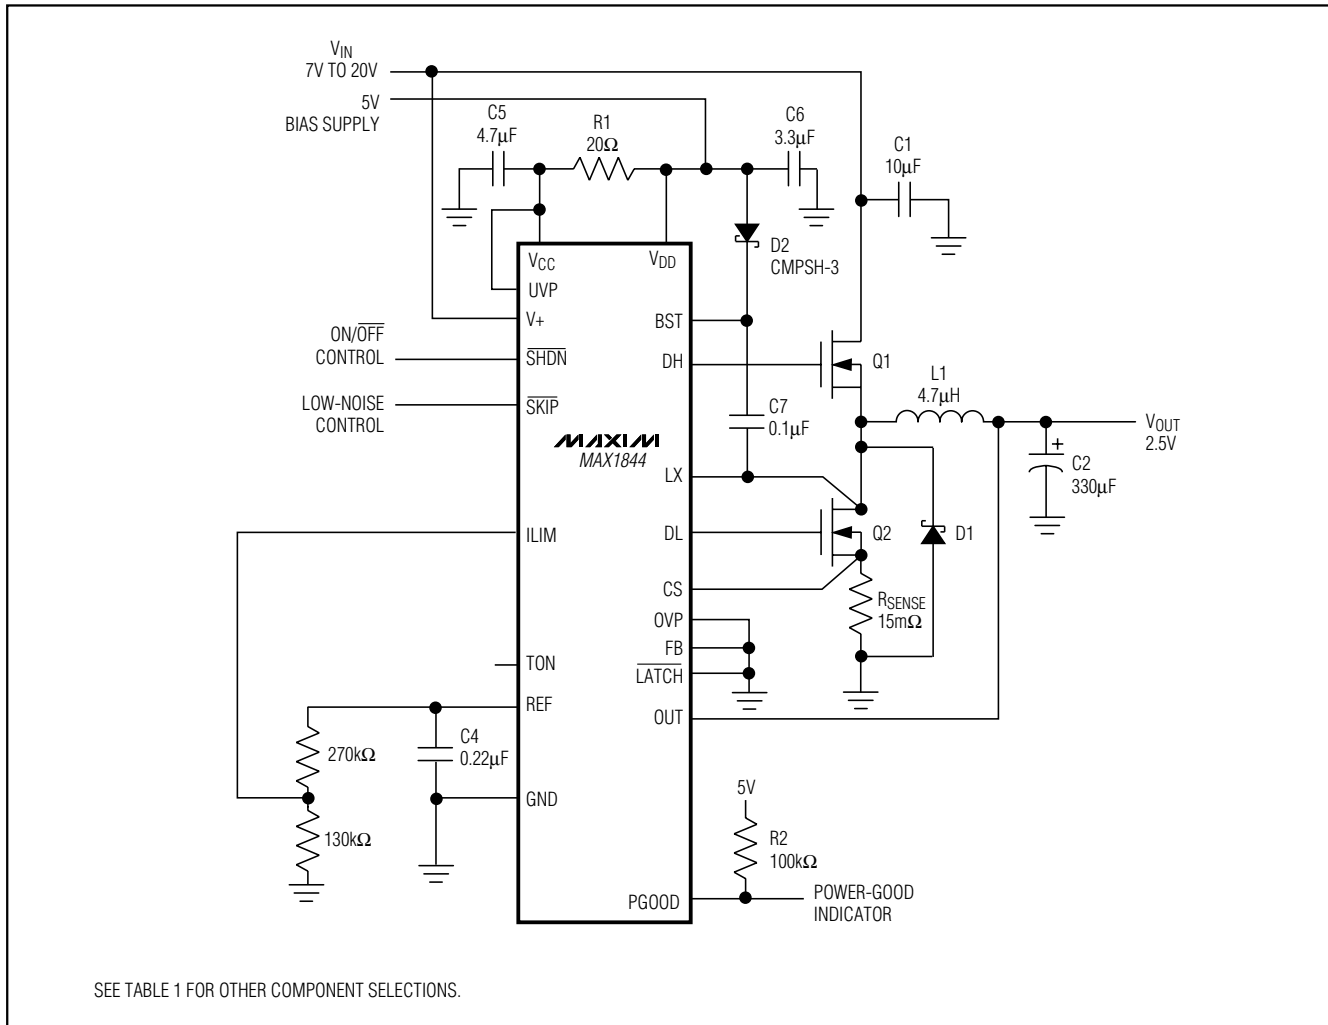 VIN
7V TO 20V
5V
BIAS SUPPLY
C5
4.7µF
R1
20Ω
C6
3.3µF
C1
10µF
D2
CMPSH-3
VCC
VDD
UVP
V+
BST
ON/OFF
CONTROL
SHDN
DH
Q1
L1
4.7µH
LOW-NOISE
CONTROL
SKIP
C7
0.1µF
VOUT
2.5V
MAXIM
MAX1844
+
C2
330µF
LX
ILIM
DL
Q2
D1
CS
RSENSE
15mΩ
OVP
FB
LATCH
TON
REF
OUT
270kΩ
C4
0.22µF
GND
130kΩ
5V
R2
100kΩ
PGOOD
POWER-GOOD
INDICATOR
SEE TABLE 1 FOR OTHER COMPONENT SELECTIONS.